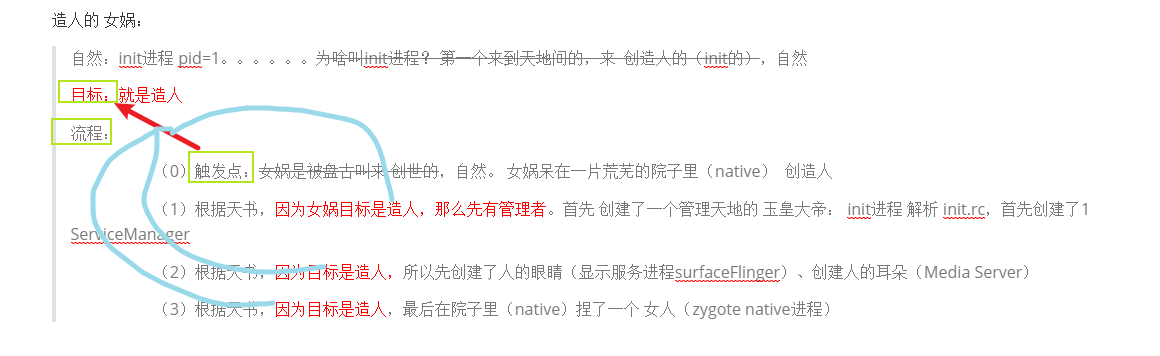 造人的 女娲：
自然：init进程 pid=1。。。。。。为啥叫init进程？ 第一个来到天地间的，来 创造人的（init的），自然
目标：就是造人
流程：
（0）触发点：女娲是被盘古叫来 创世的，自然。 女娲呆在一片荒芜的院子里（native） 创造人
（1）根据天书，因为女娲目标是造人，那么先有管理者。首先 创建了一个管理天地的 玉皇大帝： init进程 解析 init.rc，首先创建了1
ServiceManager
（2）根据天书，因为目标是造人，所以先创建了人的眼睛（显示服务进程surfaceFlinger）、创建人的耳朵（Media Server）
（3）根据天书，因为目标是造人，最后在院子里（native）捏了一个 女人（zygote native进程）